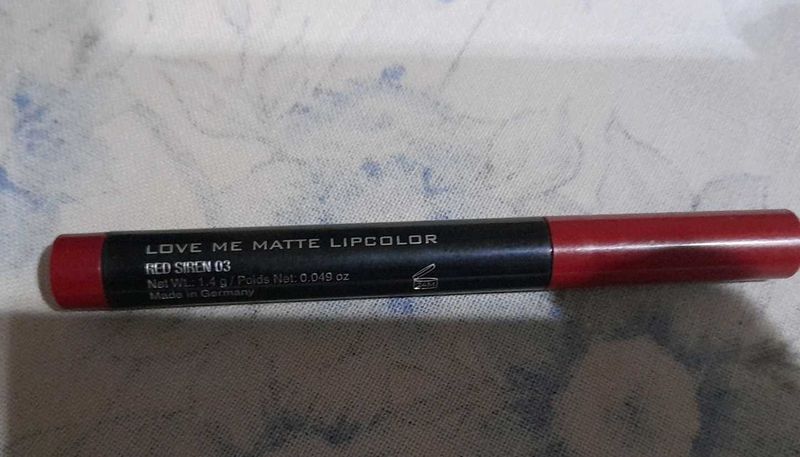 LOVE ME MATTE LIPCOLOR
RED SIREN 03
Net Wt.: 1.4 g / Poids Net: 0.049 oz
Made in Germany
24M